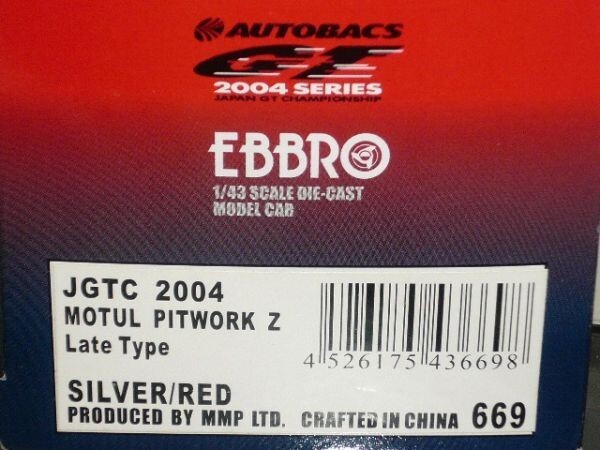 AUTOBACS
GT
2004 SERIES
JAPAN GT CHAMPIONSHIP
EBBRO
1/43 SCALE DIE-CAST
MODEL CAR
JGTC 2004
MOTUL PITWORK Z
Late Type
4 526175 436698
SILVER/RED
PRODUCED BY MMP LTD. CRAFTED IN CHINA 669